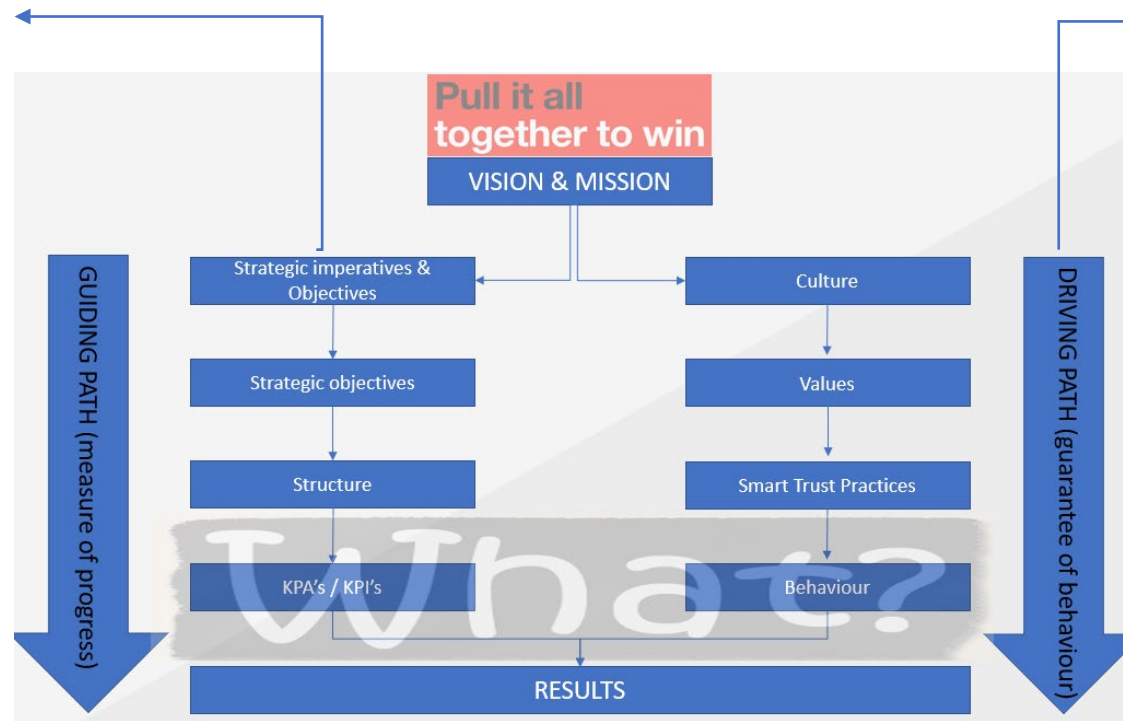 Pull it all
together to win
VISION & MISSION
GUIDING PATH (measure of progress)
Strategic imperatives &
Objectives
Culture
DRIVING PATH (guarantee of behaviour)
Strategic objectives
Values
Structure
Smart Trust Practices
What?
KPA's / KPI's
Behaviour
RESULTS